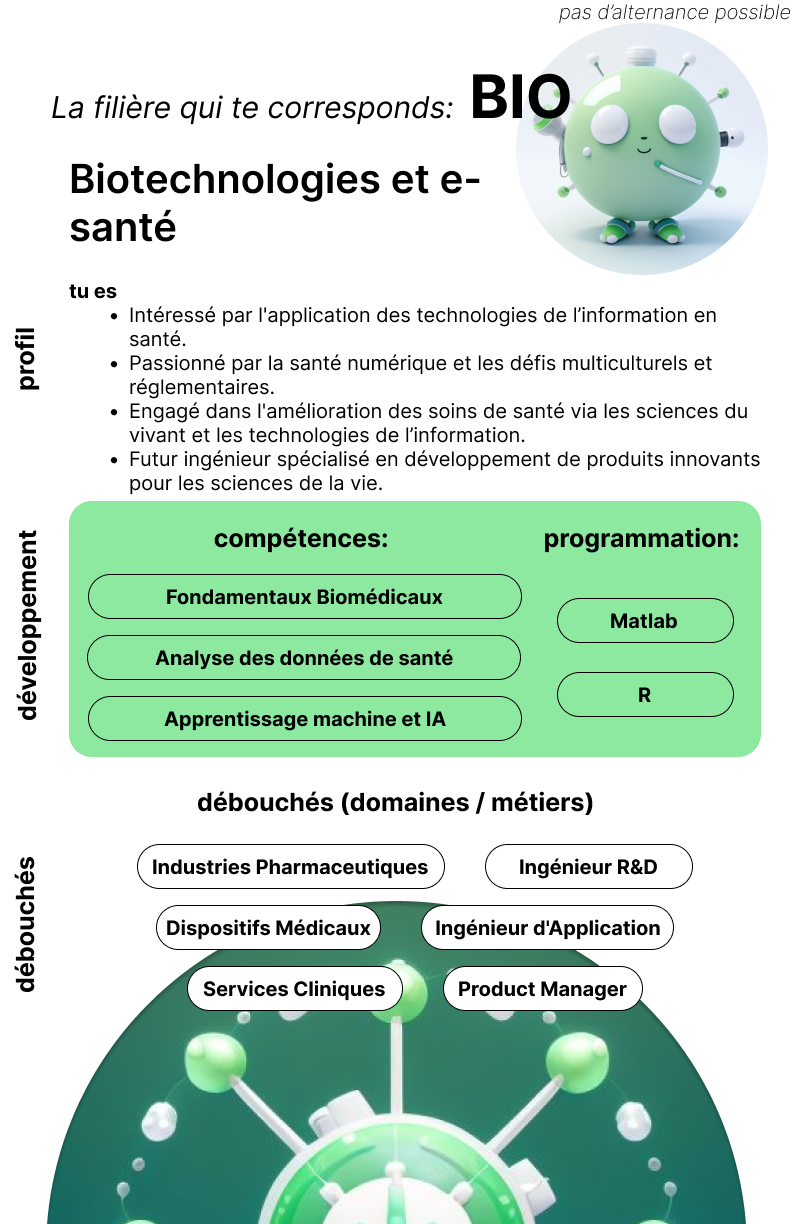 pas d’alternance possible
La filière qui te corresponds: BIO
Biotechnologies et e-
santé
tu es
profil
• Intéressé par l'application des technologies de l’information en
santé.
• Passionné par la santé numérique et les défis multiculturels et
réglementaires.
• Engagé dans l'amélioration des soins de santé via les sciences du
vivant et les technologies de l’information.
• Futur ingénieur spécialisé en développement de produits innovants
pour les sciences de la vie.
développement
compétences:
Fondamentaux Biomédicaux
Analyse des données de santé
Apprentissage machine et IA
programmation:
Matlab
R
débouchés
débouchés (domaines / métiers)
Industries Pharmaceutiques
Ingénieur R&D
Dispositifs Médicaux
Ingénieur d'Application
Services Cliniques
Product Manager